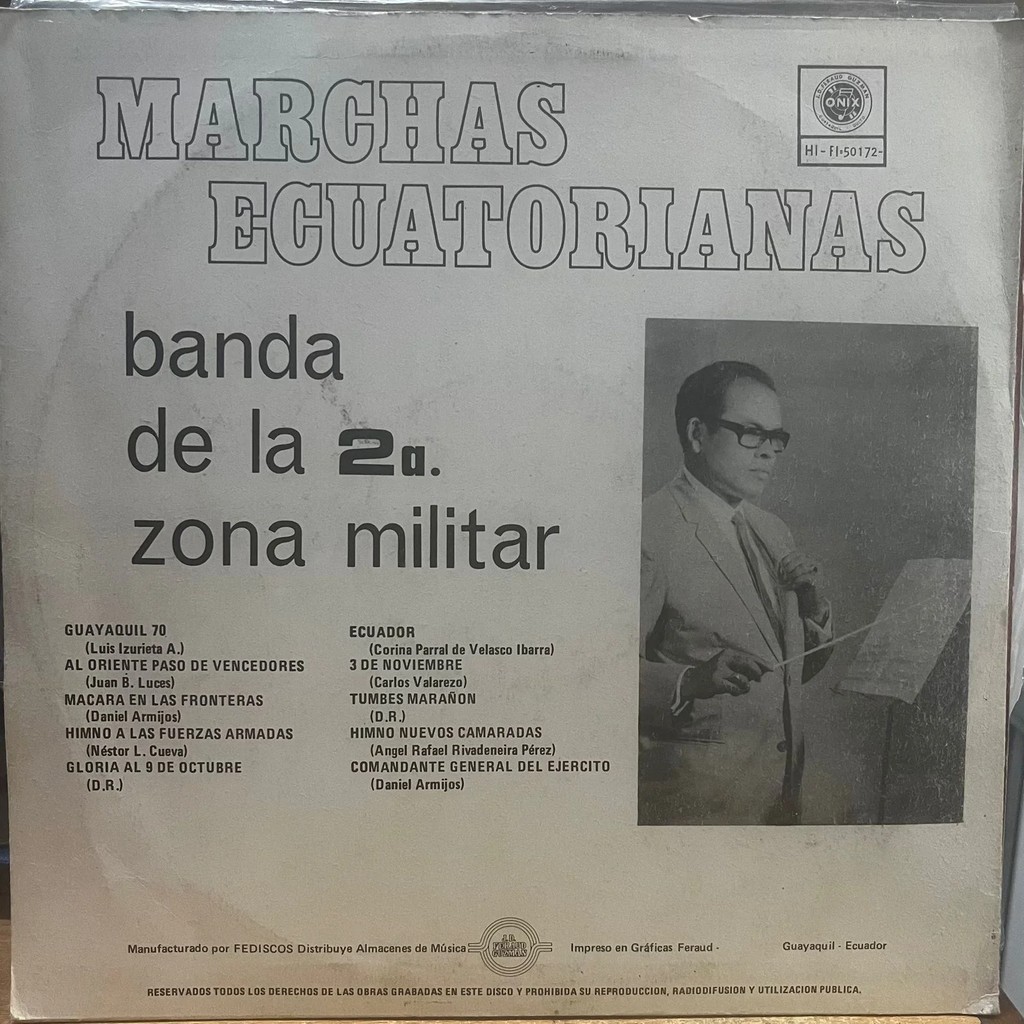 MARCHAS
ECUATORIANAS
ONIX
HI - FI-50172-
banda
de la 2a.
zona militar
GUAYAQUIL 70
(Luis Izurieta A.)
AL ORIENTE PASO DE VENCEDORES
(Juan B. Luces)
MACARA EN LAS FRONTERAS
(Daniel Armijos)
HIMNO A LAS FUERZAS ARMADAS
(Néstor L. Cueva)
GLORIA AL 9 DE OCTUBRE
(D.R.)
ECUADOR
(Corina Parral de Velasco Ibarra)
3 DE NOVIEMBRE
(Carlos Valarezo)
TUMBES MARAÑON
(D.R.)
HIMNO NUEVOS CAMARADAS
(Angel Rafael Rivadeneira Pérez)
COMANDANTE GENERAL DEL EJERCITO
(Daniel Armijos)
Manufacturado por FEDISCOS Distribuye Almacenes de Música J.D. FERAUD GUZMAN Impreso en Gráficas Feraud - Guayaquil - Ecuador
RESERVADOS TODOS LOS DERECHOS DE LAS OBRAS GRABADAS EN ESTE DISCO Y PROHIBIDA SU REPRODUCCION, RADIODIFUSION Y UTILIZACION PUBLICA.